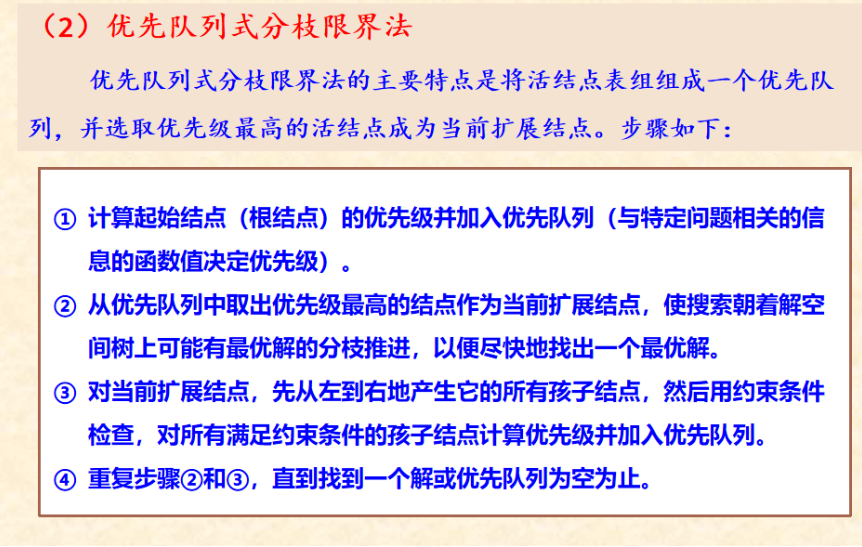 （2）优先队列式分枝限界法
优先队列式分枝限界法的主要特点是将活结点表组组成一个优先队
列，并选取优先级最高的活结点成为当前扩展结点。步骤如下：
① 计算起始结点（根结点）的优先级并加入优先队列（与特定问题相关的信
息的函数值决定优先级）。
② 从优先队列中取出优先级最高的结点作为当前扩展结点，使搜索朝着解空
间树上可能有最优解的分枝推进，以便尽快地找出一个最优解。
③ 对当前扩展结点，先从左到右地产生它的所有孩子结点，然后用约束条件
检查，对所有满足约束条件的孩子结点计算优先级并加入优先队列。
④ 重复步骤②和③，直到找到一个解或优先队列为空为止。